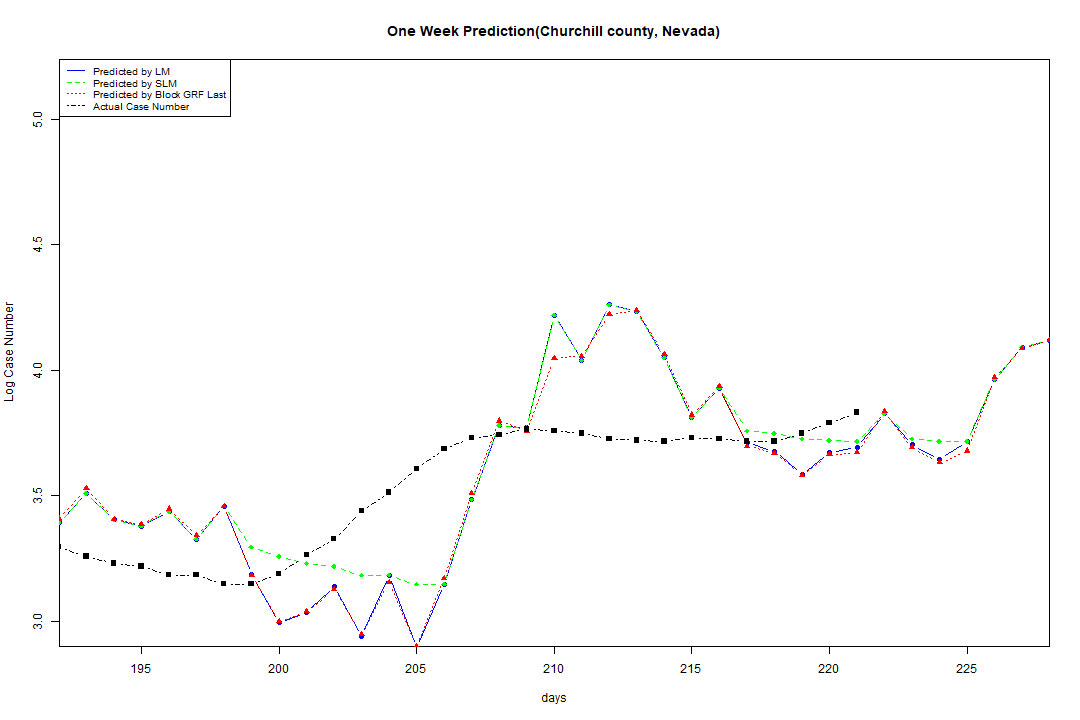 One Week Prediction(Churchill county, Nevada)
Predicted by LM
Predicted by SLM
Predicted by Block GRF Last
Actual Case Number
5.0
4.5
4.0
3.5
3.0
Log Case Number
195 200 205 210 215 220 225
days